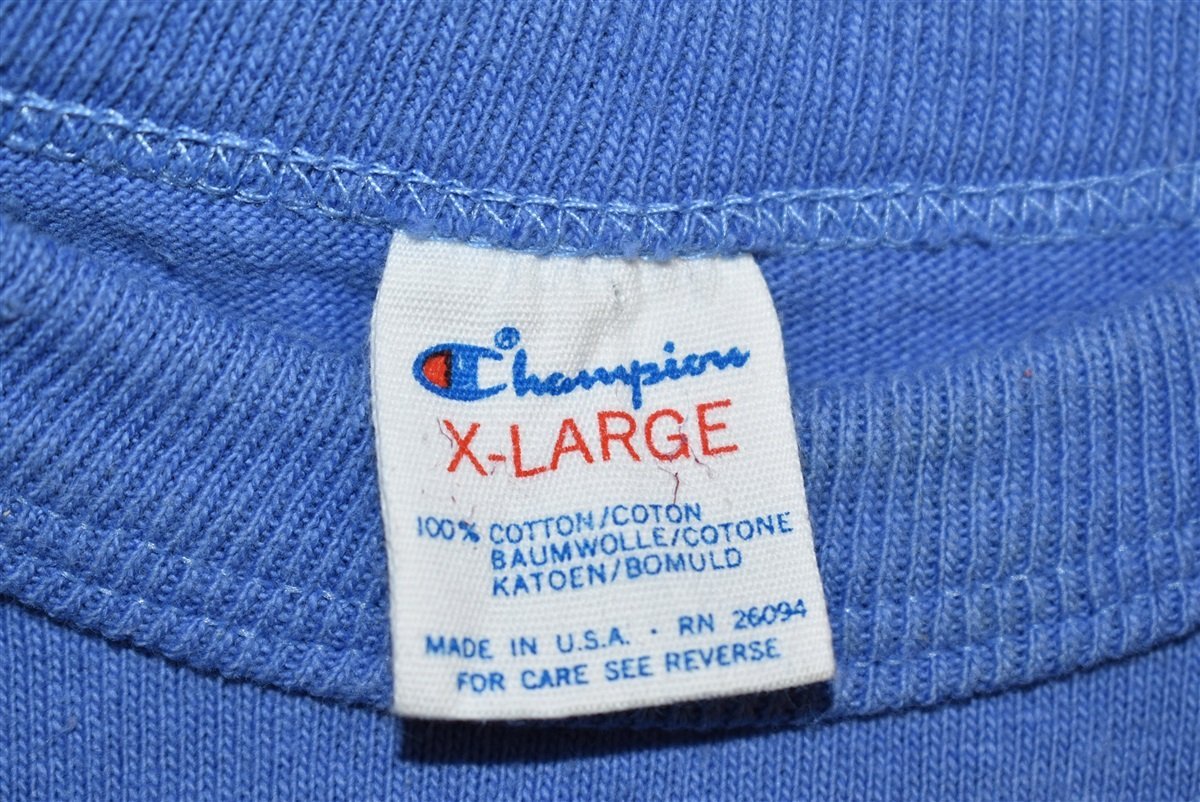 Champion®
X-LARGE
100% COTTON/COTON
BAUMWOLLE/COTONE
KATOEN/BOMULD
MADE IN U.S.A. · RN 26094
FOR CARE SEE REVERSE